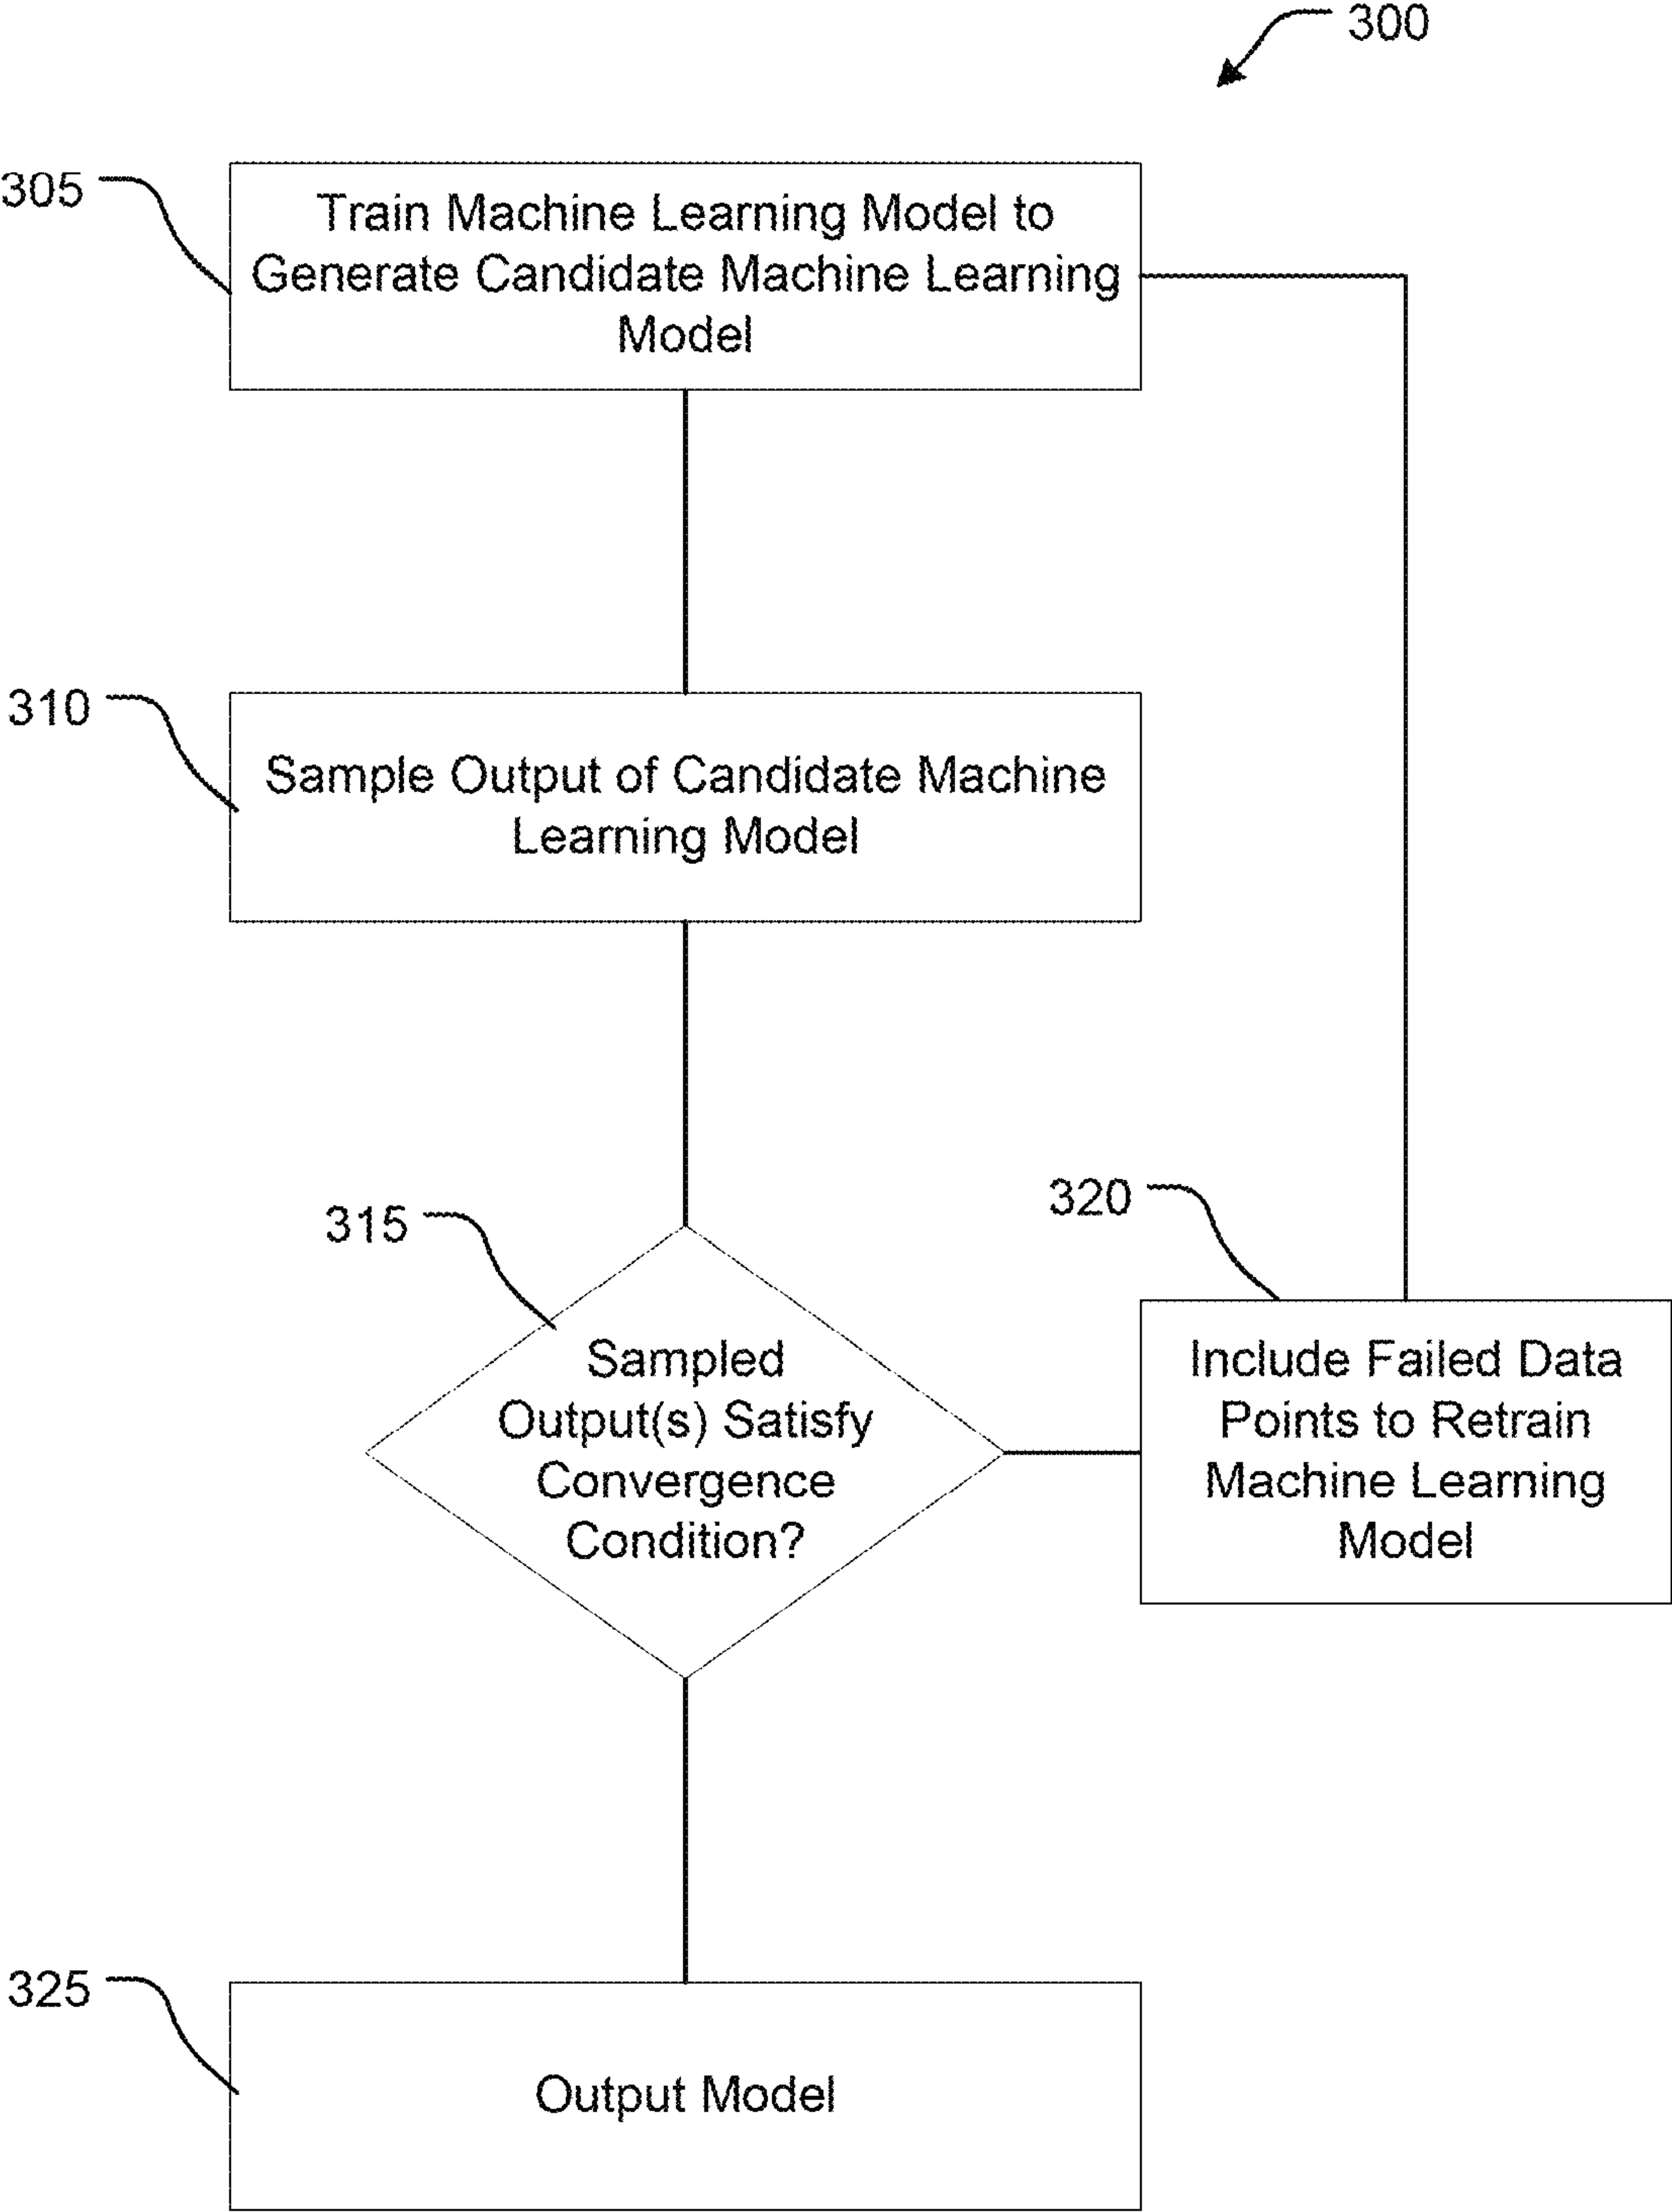 300
305
Train Machine Learning Model to
Generate Candidate Machine Learning
Model
310
Sample Output of Candidate Machine
Learning Model
315
Sampled
Output(s) Satisfy
Convergence
Condition?
320
Include Failed Data
Points to Retrain
Machine Learning
Model
325
Output Model